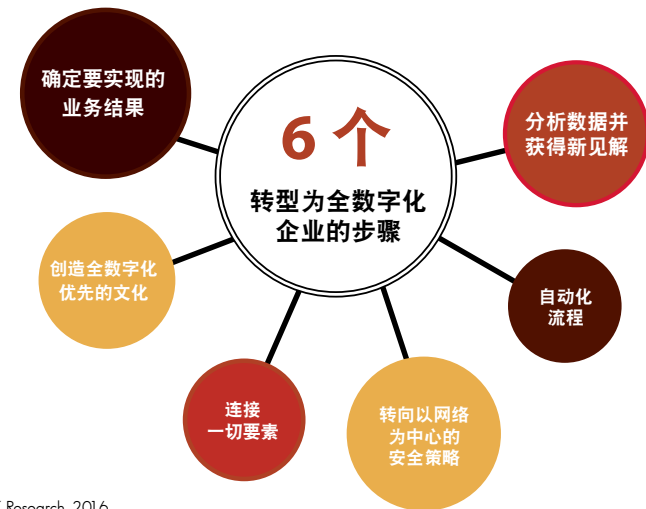 6 个
转型为全数字化
企业的步骤
确定要实现的
业务结果
创造全数字化
优先的文化
连接
一切要素
转向以网络
为中心的
安全策略
自动化
流程
分析数据并
获得新见解
Research, 2016